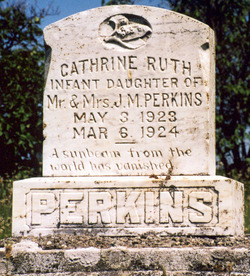 CATHRINE RUTH
INFANT DAUGHTER OF
Mr. & Mrs. J. M. PERKINS
MAY 3, 1923
MAR 6, 1924
A sunbeam from the
world has vanished.
PERKINS